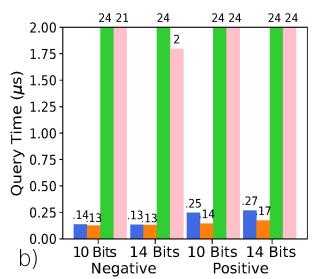 24 21 24 24 24 24 24
2
2.00
1.75
1.50
1.25
1.00
0.75
0.50
0.25
0.00
Query Time (μs)
.14 .13 .13 .13 .25 .14 .27 .17
10 Bits 14 Bits 10 Bits 14 Bits
Negative Positive
b)